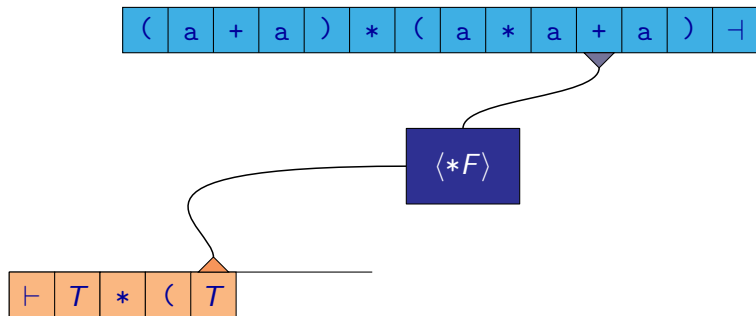 ( a + a ) * ( a * a + a ) ⊣
⟨*F⟩
⊢ T * ( T